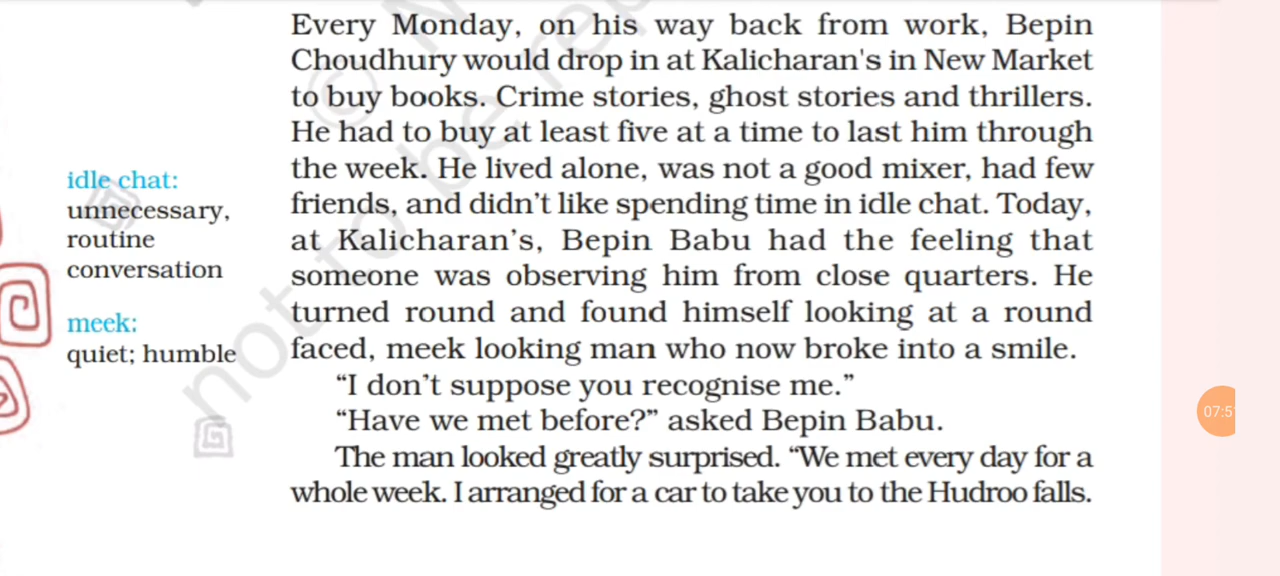 Every Monday, on his way back from work, Bepin
Choudhury would drop in at Kalicharan's in New Market
to buy books. Crime stories, ghost stories and thrillers.
He had to buy at least five at a time to last him through
the week. He lived alone, was not a good mixer, had few
friends, and didn't like spending time in idle chat. Today,
at Kalicharan's, Bepin Babu had the feeling that
someone was observing him from close quarters. He
turned round and found himself looking at a round
faced, meek looking man who now broke into a smile.
“I don't suppose you recognise me.”
“Have we met before?” asked Bepin Babu.
The man looked greatly surprised. “We met every day for a
whole week. I arranged for a car to take you to the Hudroo falls.
idle chat:
unnecessary,
routine
conversation
meek:
quiet; humble
not to be
©